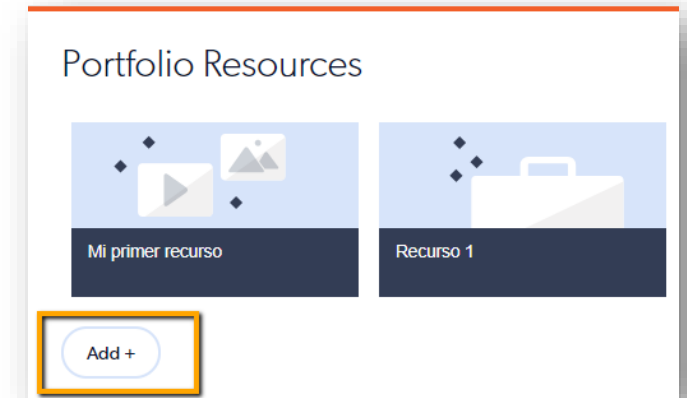 Portfolio Resources
Mi primer recurso
Recurso 1
Add +